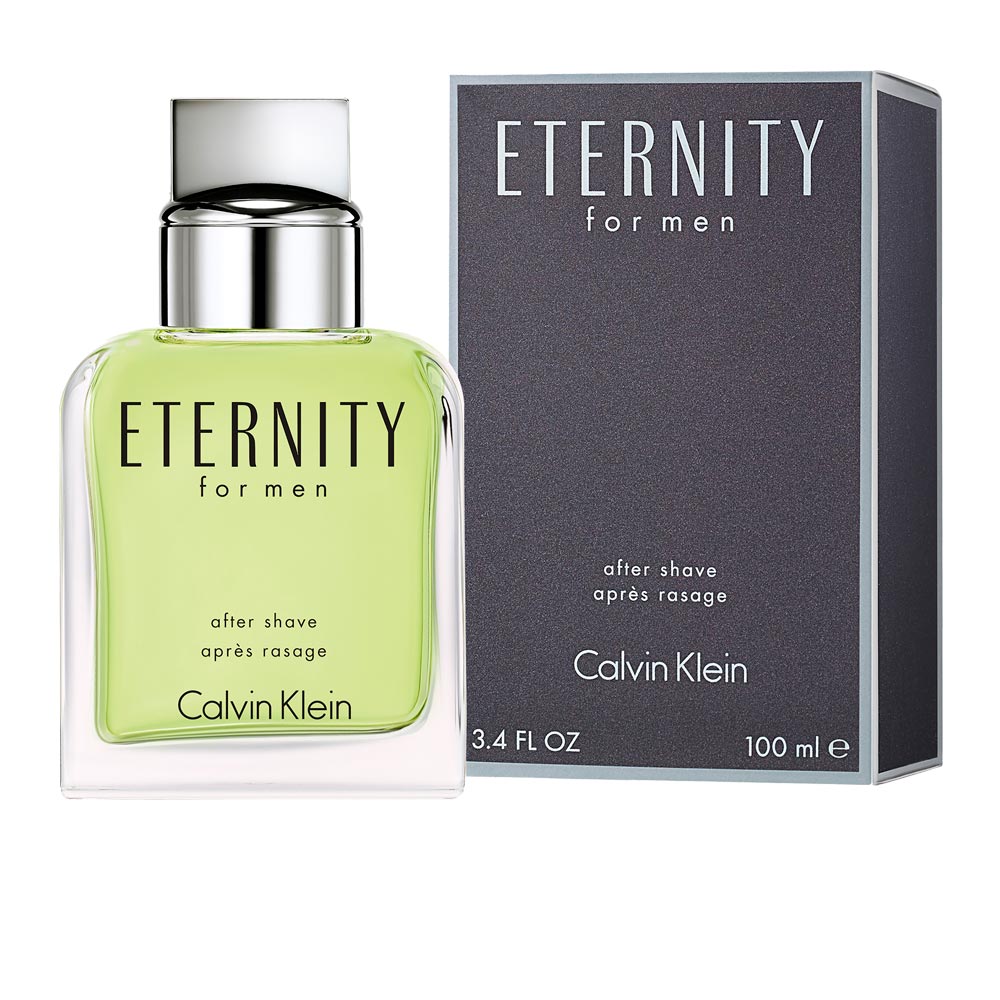 ETERNITY
for men
after shave
après rasage
Calvin Klein
ETERNITY
for men
after shave
après rasage
Calvin Klein
3.4 FL OZ
100 ml ℮